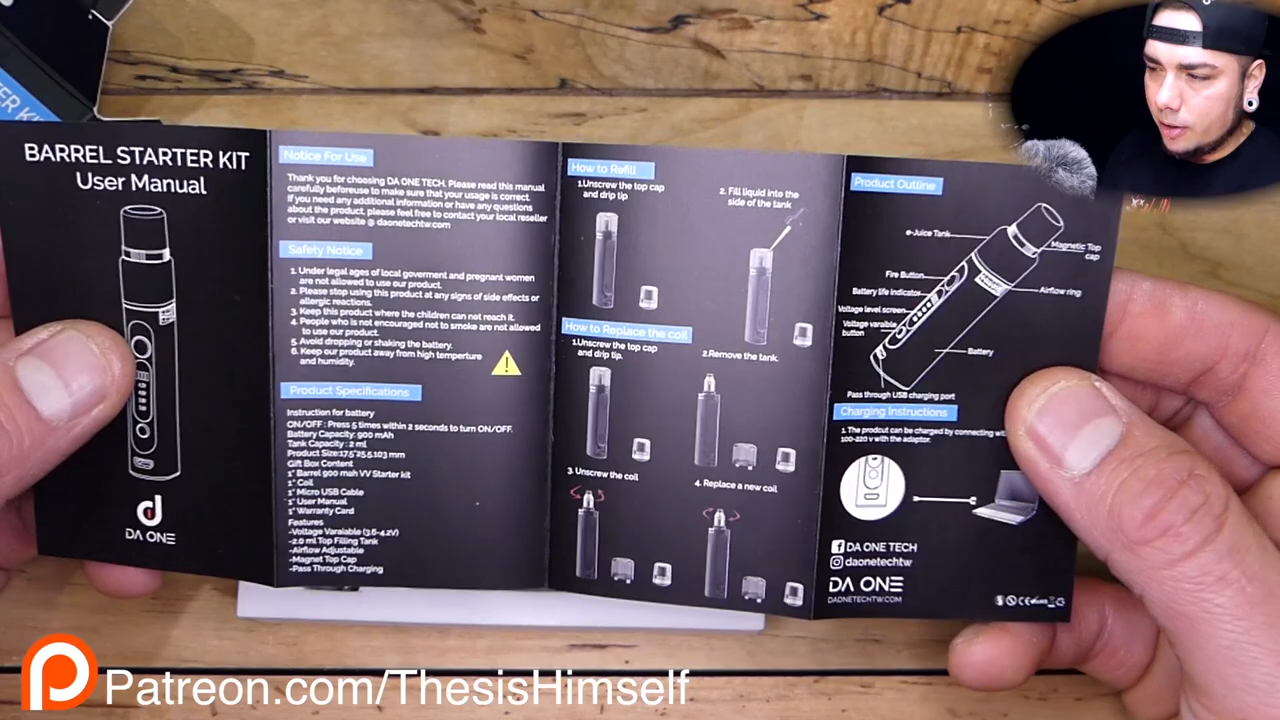 ER KIT
BARREL STARTER KIT
User Manual
DA ONE
Notice For Use
Thank you for choosing DA ONE TECH. Please read this manual
carefully beforeuse to make sure that your usage is correct.
If you need any additional information or have any questions
about the product, please feel free to contact your local reseller
or visit our website @ daonetechtw.com
Safety Notice
1. Under legal ages of local goverment and pregnant women
are not allowed to use our product.
2. Please stop using this product at any signs of side effects or
allergic reactions.
3. Keep this product where the children can not reach it.
4. People who is not encouraged not to smoke are not allowed
to use our product.
5. Avoid dropping or shaking the battery.
6. Keep our product away from high temperture
and humidity.
Product Specifications
Instruction for battery
ON/OFF : Press 5 times within 2 seconds to turn ON/OFF.
Battery Capacity: 900 mAh
Tank Capacity : 2 ml
Product Size:17.5*25.5.103 mm
Gift Box Content
1* Barrel 900 mah VV Starter kit
1* Coil
1* Micro USB Cable
1* User Manual
1* Warranty Card
Features
-Voltage Varaiable (3.6-4.2V)
-2.0 ml Top Filling Tank
-Airflow Adjustable
-Magnet Top Cap
-Pass Through Charging
How to Refill
1.Unscrew the top cap
and drip tip
2. Fill liquid into the
side of the tank
How to Replace the coil
1.Unscrew the top cap
and drip tip.
2.Remove the tank.
3. Unscrew the coil
4. Replace a new coil
Product Outline
e-Juice Tank
Magnetic Top
cap
Fire Button
Battery life indicator
Airflow ring
Voltage level screen
Voltage varaible
button
Battery
Pass through USB charging port
Charging Instructions
1. The prodcut can be charged by connecting
100-220 v with the adaptor.
DA ONE TECH
daonetechtw
DA ONE
DAONETECHTW.COM
Patreon.com/ThesisHimself